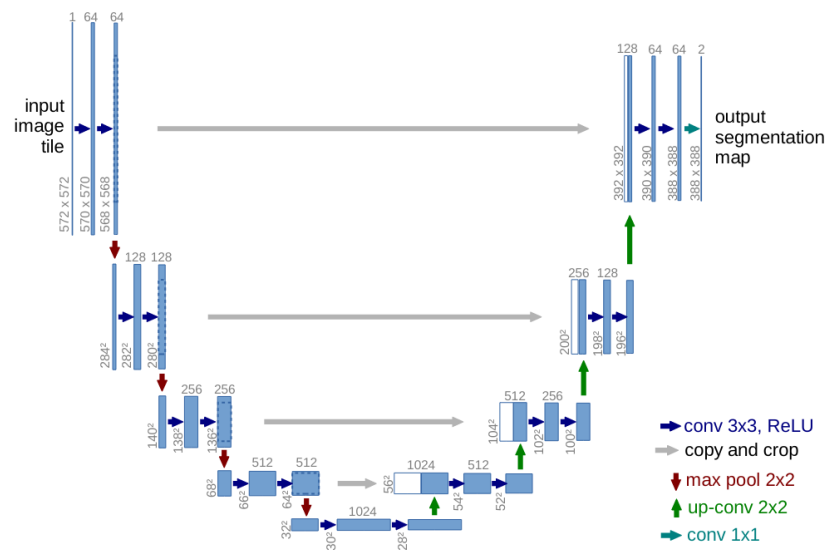 1 64 64
input
image
tile
572 x 572
570 x 570
568 x 568
128 64 64 2
output
segmentation
map
392 x 392
390 x 390
388 x 388
388 x 388
128 128
284²
282²
280²
256 128
200²
198²
196²
256 256
140²
138²
136²
512 256
104²
102²
100²
512 512
68²
66²
64²
1024 512
56²
54²
52²
1024
32²
30²
28²
conv 3x3, ReLU
copy and crop
max pool 2x2
up-conv 2x2
conv 1x1